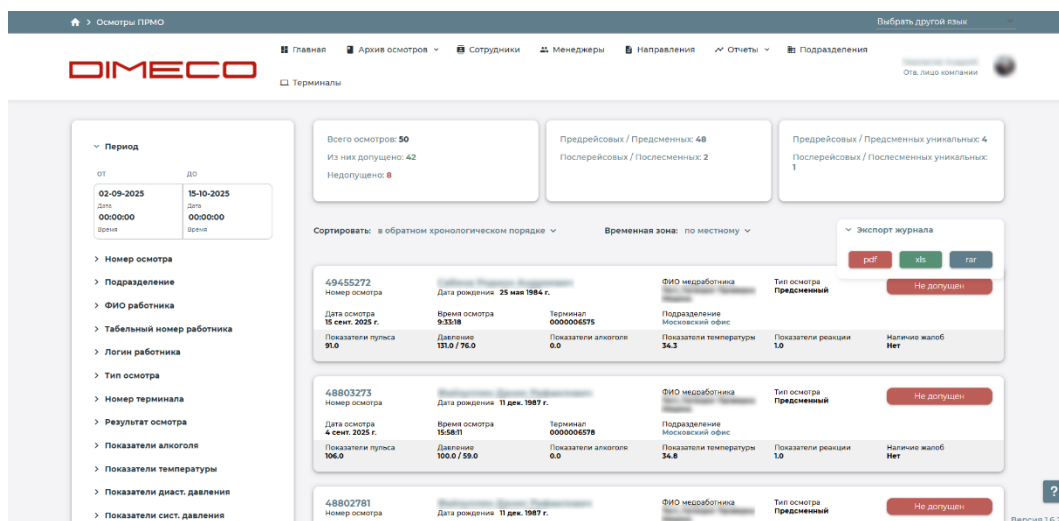 Осмотры ПРМО
Выбрать другой язык
DIMECO
Главная Архив осмотров Сотрудники Менеджеры Направления Отчеты Подразделения
Терминалы
Отв. лицо компании
Период
от до
02-09-2025 15-10-2025
Дата Дата
00:00:00 00:00:00
Время Время
Номер осмотра
Подразделение
ФИО работника
Табельный номер работника
Логин работника
Тип осмотра
Номер терминала
Результат осмотра
Показатели алкоголя
Показатели температуры
Показатели диаст. давления
Показатели сист. давления
Всего осмотров: 50
Из них допущено: 42
Недопущено: 8
Предрейсовых / Предсменных: 48
Послерейсовых / Послесменных: 2
Предрейсовых / Предсменных уникальных: 4
Послерейсовых / Послесменных уникальных:
1
Сортировать: в обратном хронологическом порядке Временная зона: по местному
Экспорт журнала
pdf xls rar
49455272 ФИО медработника Тип осмотра Не допущен
Номер осмотра Дата рождения 25 мая 1984 г. Предсменный
Дата осмотра Время осмотра Терминал Подразделение
15 сент. 2025 г. 9:33:18 0000006575 Московский офис
Показатели пульса Давление Показатели алкоголя Показатели температуры Показатели реакции Наличие жалоб
91.0 131.0 / 76.0 0.0 34.3 1.0 Нет
48803273 ФИО медработника Тип осмотра Не допущен
Номер осмотра Дата рождения 11 дек. 1987 г. Предсменный
Дата осмотра Время осмотра Терминал Подразделение
4 сент. 2025 г. 15:58:11 0000006578 Московский офис
Показатели пульса Давление Показатели алкоголя Показатели температуры Показатели реакции Наличие жалоб
106.0 100.0 / 59.0 0.0 34.8 1.0 Нет
48802781 ФИО медработника Тип осмотра Не допущен
Номер осмотра Дата рождения 11 дек. 1987 г. Предсменный
?